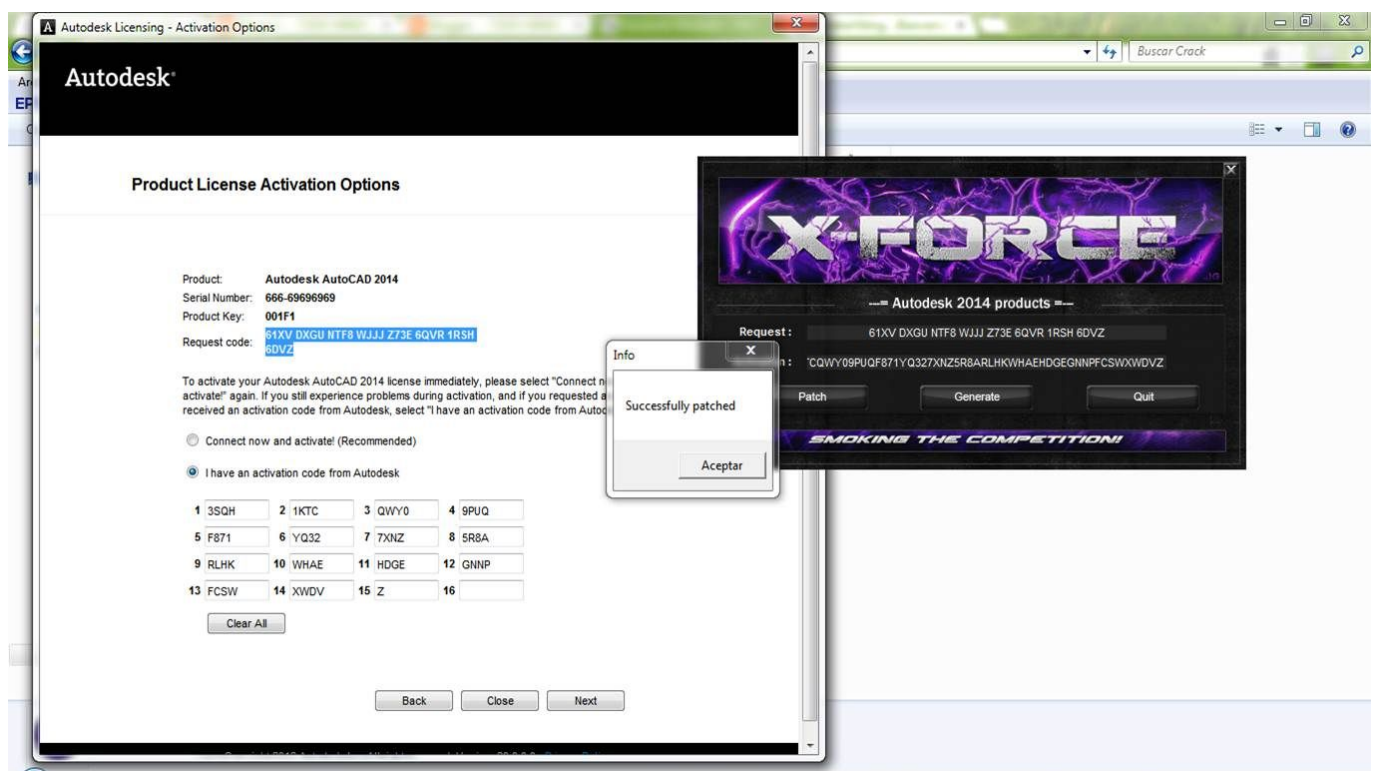 Autodesk Licensing - Activation Options
Buscar Crack
Autodesk
Product License Activation Options
Product: Autodesk AutoCAD 2014
Serial Number: 666-69696969
Product Key: 001F1
Request code: 61XV DXGU NTF8 WJJJ Z73E 6QVR 1RSH
6DVZ
To activate your Autodesk AutoCAD 2014 license immediately, please select "Connect
activate!" again. If you still experience problems during activation, and if you requested
received an activation code from Autodesk, select "I have an activation code from
Connect now and activate! (Recommended)
I have an activation code from Autodesk
1 3SQH 2 1KTC 3 QWY0 4 9PUQ
5 F871 6 YQ32 7 7XNZ 8 5R8A
9 RLHK 10 WHAE 11 HDGE 12 GNNP
13 FCSW 14 XWDV 15 Z 16
Clear All
Back Close Next
Info
Successfully patched
Aceptar
X-FORCE
---= Autodesk 2014 products =---
Request : 61XV DXGU NTF8 WJJJ Z73E 6QVR 1RSH 6DVZ
CQWY09PUQF871YQ327XNZ5R8ARLHKWHAEHDGEGNNPFCSWXWDVZ
Patch Generate Quit
SMOKING THE COMPETITION!